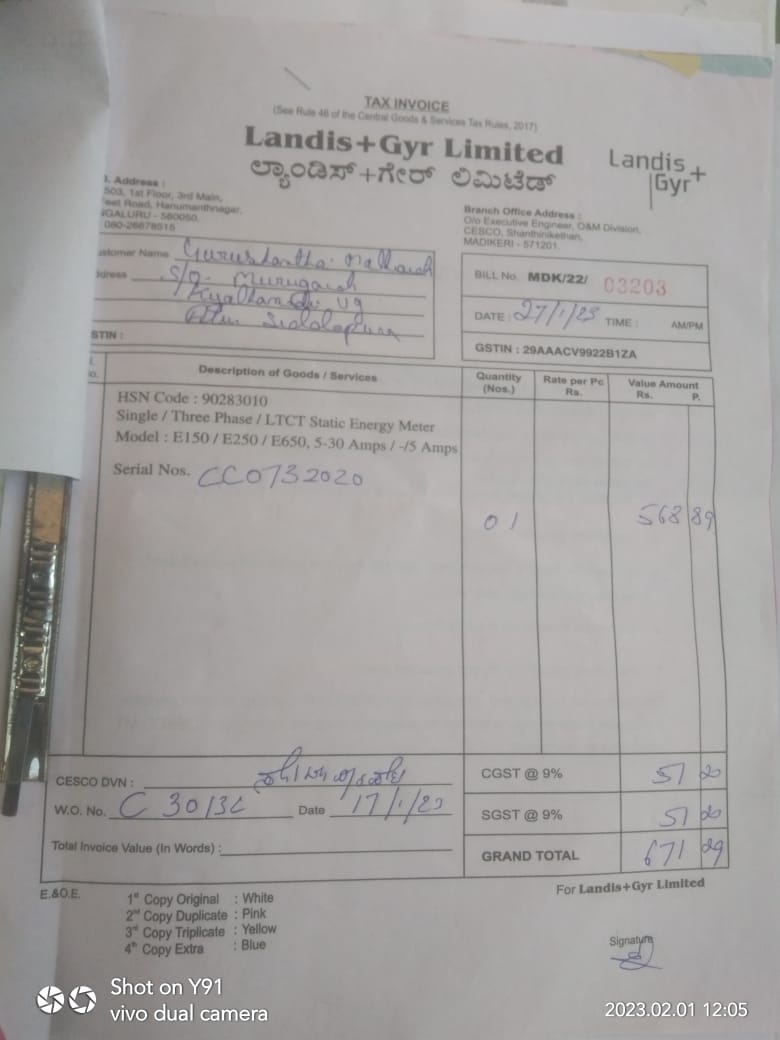 TAX INVOICE
(See Rule 46 of the Central Goods & Services Tax Rules, 2017)
Landis+Gyr Limited
ಲ್ಯಾಂಡಿಸ್+ಗೇರ್ ಲಿಮಿಟೆಡ್
Landis+
Gyr
Address :
503, 1st Floor, 3rd Main,
Road, Hanumanthnagar,
560050,
080-26678515
Branch Office Address :
O/o Executive Engineer, O&M Division,
CESCO, Shanthinikethan,
MADIKERI - 571201.
Customer Name
S/o. Murugaiah
BILL No. MDK/22/ 03203
DATE : 27/1/23 TIME : AM/PM
GSTIN : 29AAACV9922B1ZA
Description of Goods / Services
Quantity (Nos.)
Rate per Pc Rs.
Value Amount Rs. P.
HSN Code : 90283010
Single / Three Phase / LTCT Static Energy Meter
Model : E150 / E250 / E650, 5-30 Amps / -/5 Amps
Serial Nos. CC0732020
01 568 89
CESCO DVN :
CGST @ 9% 51 20
W.O. No. Date 17/1/23
SGST @ 9% 51 20
Total Invoice Value (In Words) :
GRAND TOTAL 671 29
E.&O.E.
1st Copy Original : White
2nd Copy Duplicate : Pink
3rd Copy Triplicate : Yellow
4th Copy Extra : Blue
For Landis+Gyr Limited
Signature
Shot on Y91
vivo dual camera
2023.02.01 12:05